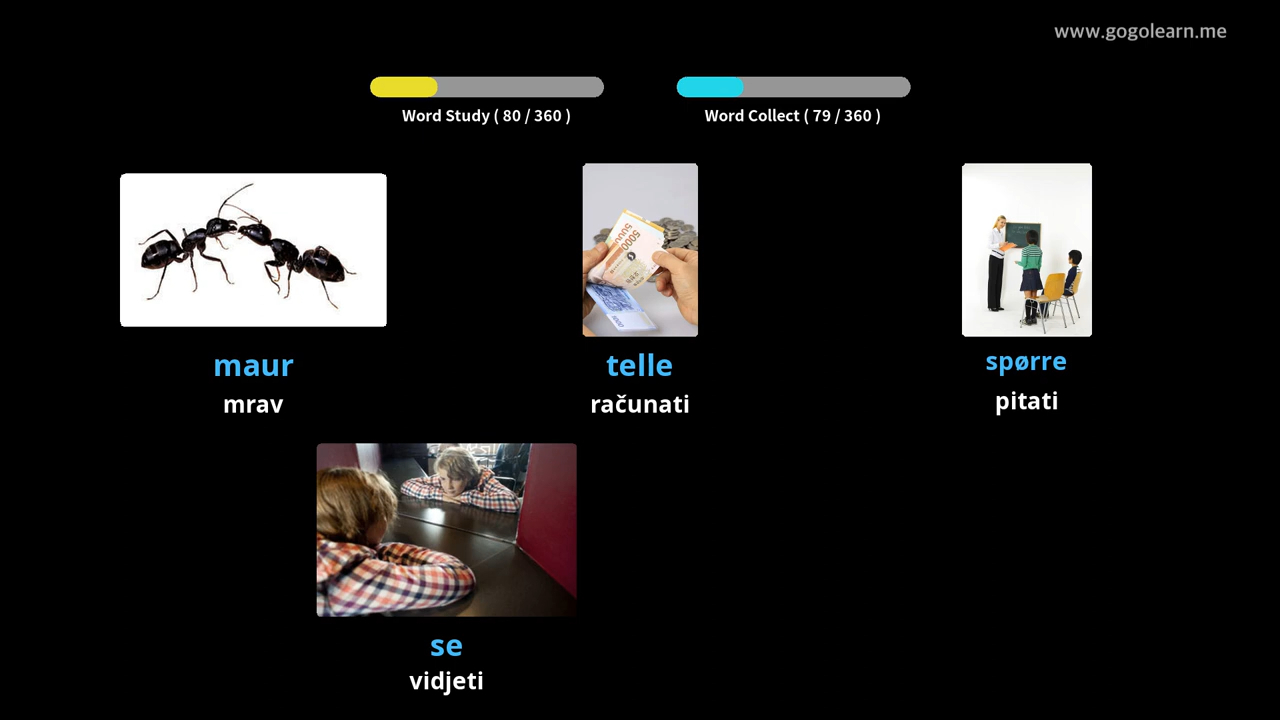 www.gogolearn.me
Word Study ( 80 / 360 )
Word Collect ( 79 / 360 )
maur
mrav
telle
računati
spørre
pitati
se
vidjeti